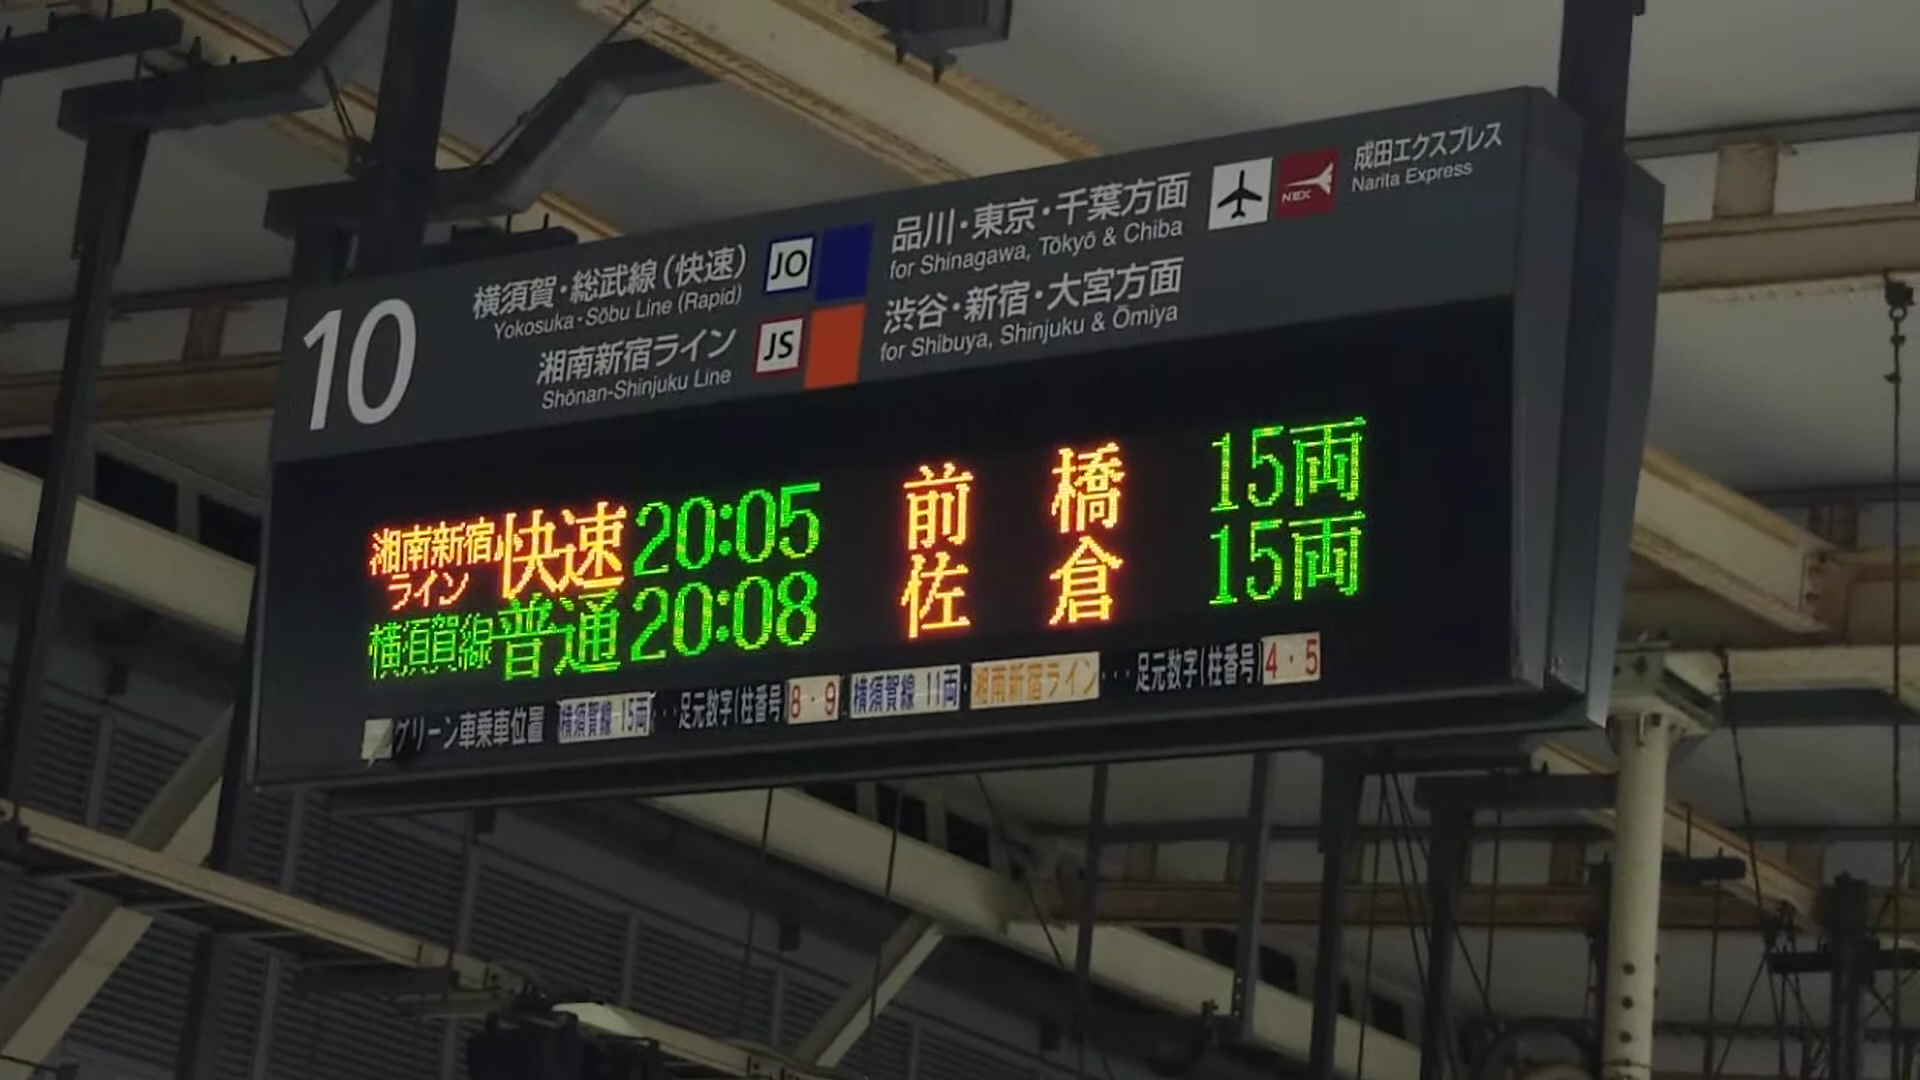 10
横須賀・総武線（快速）
Yokosuka-Sōbu Line (Rapid)
JO
品川・東京・千葉方面
for Shinagawa, Tōkyō & Chiba
NEX
成田エクスプレス
Narita Express
湘南新宿ライン
Shōnan-Shinjuku Line
JS
渋谷・新宿・大宮方面
for Shibuya, Shinjuku & Ōmiya
湘南新宿ライン 快速 20:05 前橋 15両
横須賀線 普通 20:08 佐倉 15両
グリーン車乗車位置 横須賀線 15両・・・足元数字(柱番号 8・9 横須賀線 11両・湘南新宿ライン・・・足元数字(柱番号 4・5